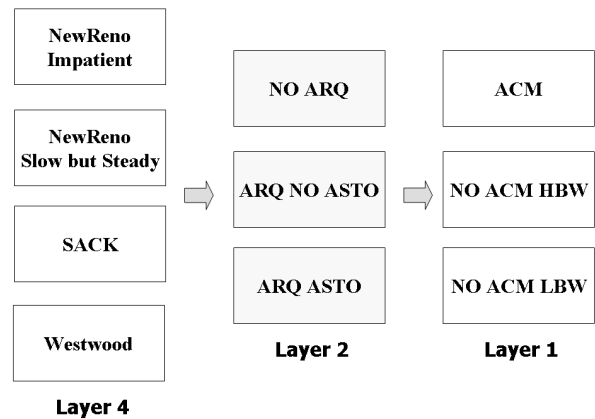 NewReno
Impatient
NewReno
Slow but Steady
SACK
Westwood
Layer 4
NO ARQ
ARQ NO ASTO
ARQ ASTO
Layer 2
ACM
NO ACM HBW
NO ACM LBW
Layer 1